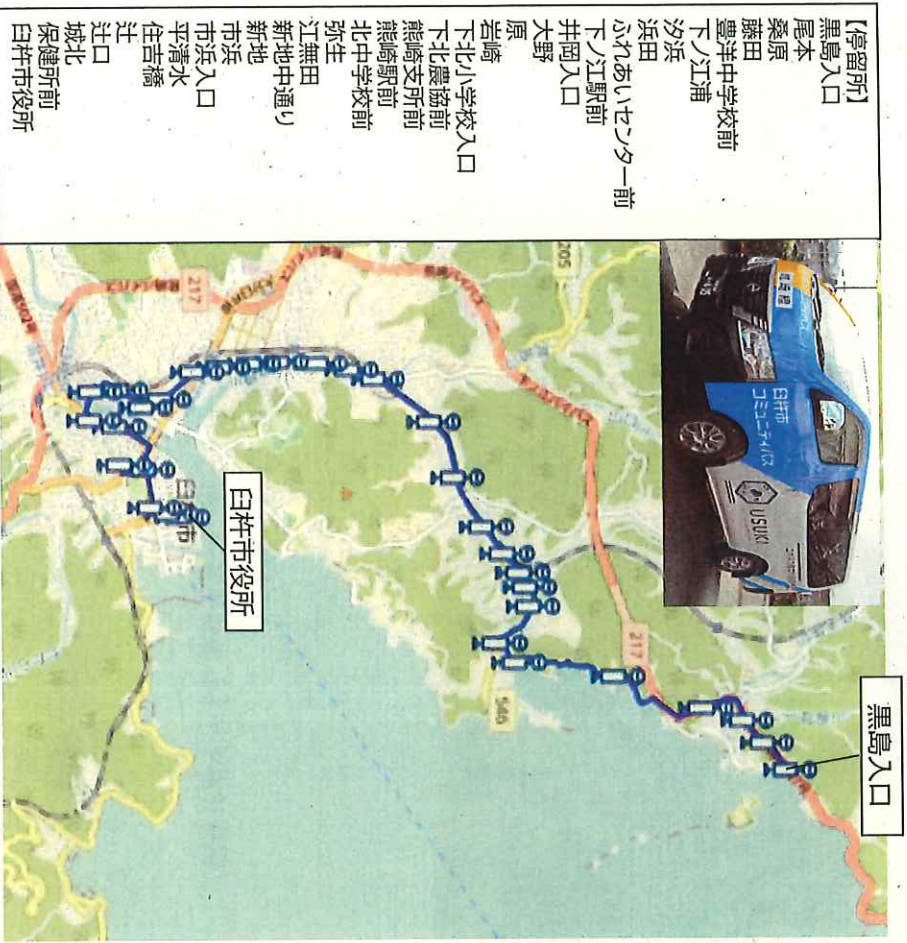 【停留所】
黒島入口
尾本
桑原
藤田
豊洋中学校前
下ノ江浦
汐浜
浜田
ふれあいセンター前
下ノ江駅前
井岡入口
大野
原
岩崎
下北小学校入口
下北農協前
熊崎支所前
熊崎駅前
北中学校前
弥生
江無田
新地中通り
新地
市浜
市浜入口
平清水
住吉橋
辻
辻口
城北
保健所前
臼杵市役所
臼杵市
コミュニティバス
USUKI
黒島入口
臼杵市役所
217
205
217
546